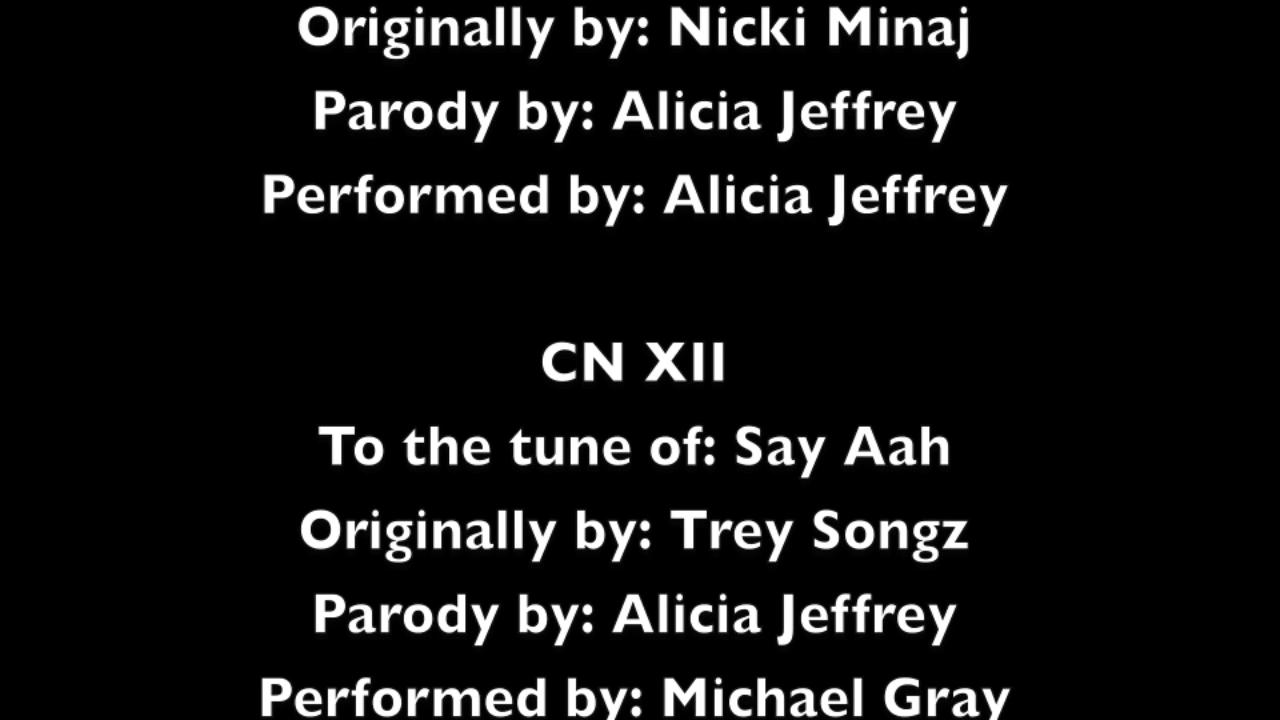 Originally by: Nicki Minaj
Parody by: Alicia Jeffrey
Performed by: Alicia Jeffrey
CN XII
To the tune of: Say Aah
Originally by: Trey Songz
Parody by: Alicia Jeffrey
Performed by: Michael Gray